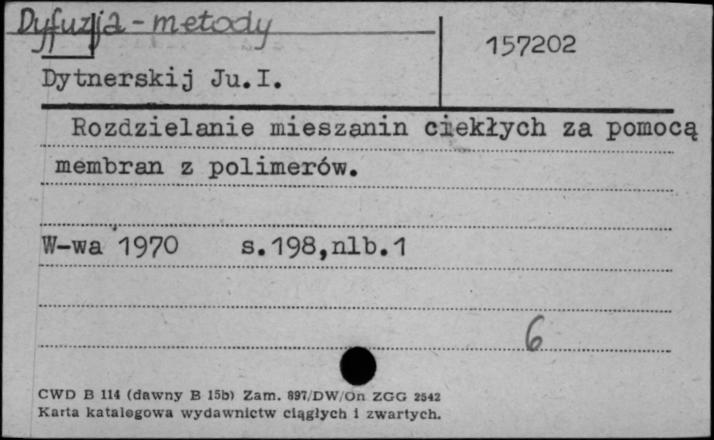 Dyfuzja - metody
157202
Dytnerskij Ju.I.
Rozdzielanie mieszanin ciekłych za pomocą
membran z polimerów.
W-wa 1970 s.198,nlb.1
6
CWD B 114 (dawny B 15b) Zam. 897/DW/On ZGG 2542
Karta katalogowa wydawnictw ciągłych i zwartych.